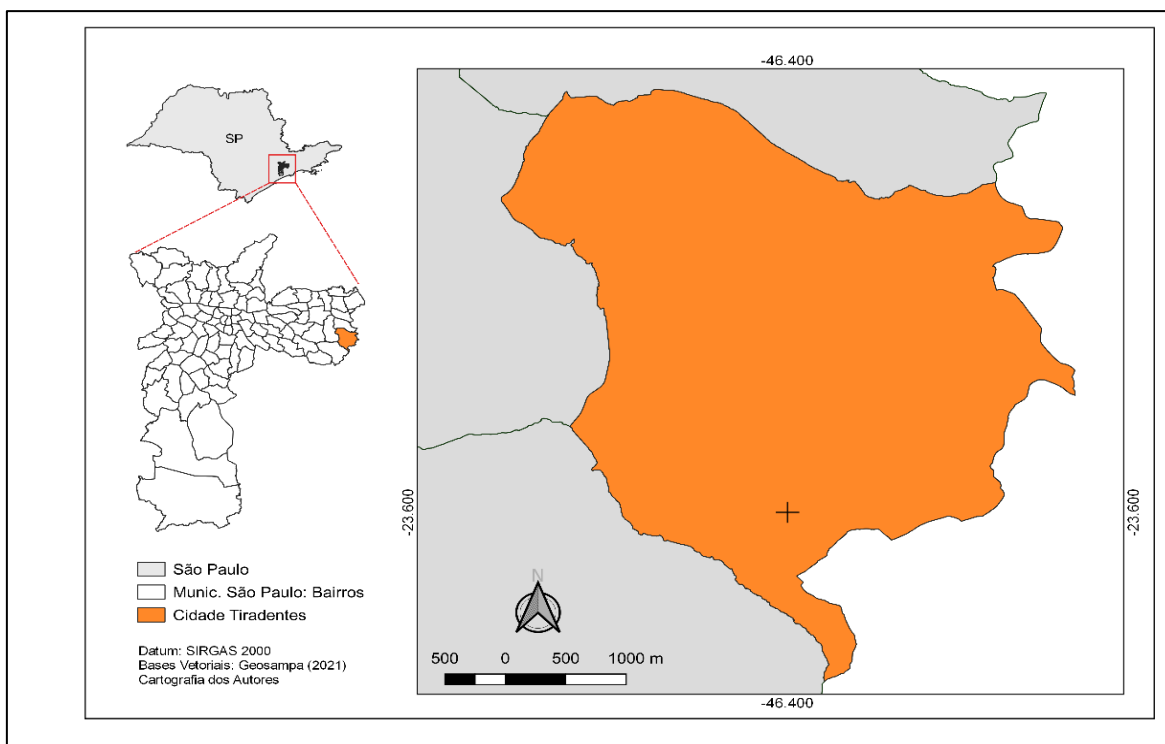 -46.400
SP
-23.600
-23.600
São Paulo
Munic. São Paulo: Bairros
Cidade Tiradentes
N
Datum: SIRGAS 2000
Bases Vetoriais: Geosampa (2021)
Cartografia dos Autores
500 0 500 1000 m
-46.400